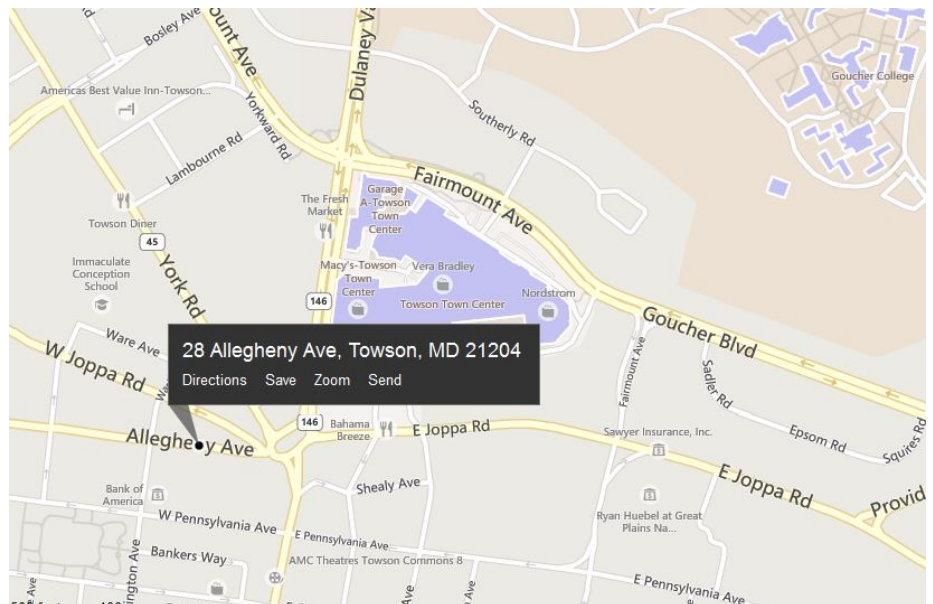 Bosley Ave
ount Ave
Dulaney Va
Goucher College
Americas Best Value Inn-Towson...
Yorkward Rd
Southerly Rd
Lambourne Rd
Fairmount Ave
Garage
A-Towson
Town
Center
The Fresh
Market
Towson Diner
45
Immaculate
Conception
School
York Rd
Macy's-Towson
Town
Center
Vera Bradley
Nordstrom
Towson Town Center
146
Goucher Blvd
28 Allegheny Ave, Towson, MD 21204
Directions Save Zoom Send
Ware Ave
W Joppa Rd
Fairmount Ave
Sadler Rd
146
Bahama
Breeze
E Joppa Rd
Sawyer Insurance, Inc.
Epsom Rd
Squires Rd
Allegheny Ave
Bank of
America
Shealy Ave
E Joppa Rd
Provid
W Pennsylvania Ave
E Pennsylvania Ave
Ryan Huebel at Great
Plains Na...
Bankers Way
AMC Theatres Towson Commons 8
E Pennsylvania Ave
ington Ave
Ave